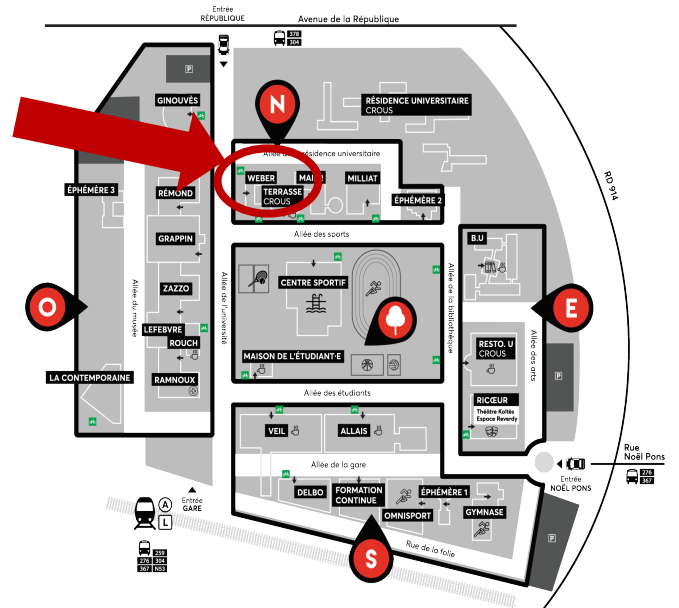 Entrée
RÉPUBLIQUE
Avenue de la République
378
304
P
GINOUVÈS
N
RÉSIDENCE UNIVERSITAIRE
CROUS
RD 914
résidence universitaire
WEBER
MILLIAT
TERRASSE
CROUS
ÉPHÉMÈRE 3
RÉMOND
ÉPHÉMÈRE 2
Allée des sports
GRAPPIN
B.U
CENTRE SPORTIF
ZAZZO
Allée du musée
Allée de l'université
Allée de la bibliothèque
Allée des arts
O
E
LEFEBVRE
ROUCH
MAISON DE L'ÉTUDIANT·E
RESTO. U
CROUS
LA CONTEMPORAINE
RAMNOUX
P
Allée des étudiants
RICŒUR
Théâtre Koltès
Espace Reverdy
VEIL
ALLAIS
Rue
Noël Pons
276
367
Allée de la gare
Entrée
NOËL PONS
DELBO
FORMATION
CONTINUE
ÉPHÉMÈRE 1
OMNISPORT
GYMNASE
Entrée
GARE
A
L
S
Rue de la folie
P
259
276
304
367
N53